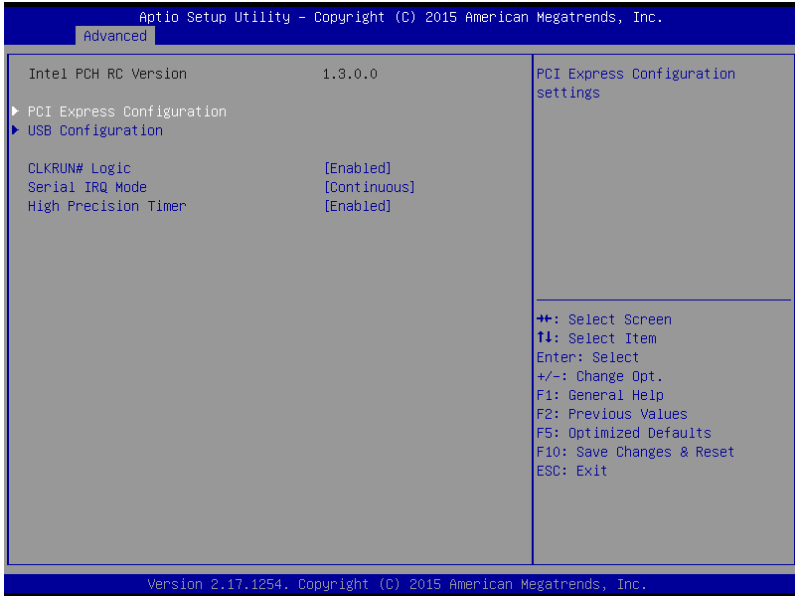 Aptio Setup Utility – Copyright (C) 2015 American Megatrends, Inc.
Advanced
Intel PCH RC Version 1.3.0.0
▶ PCI Express Configuration
▶ USB Configuration
CLKRUN# Logic [Enabled]
Serial IRQ Mode [Continuous]
High Precision Timer [Enabled]
PCI Express Configuration
settings
→←: Select Screen
↑↓: Select Item
Enter: Select
+/-: Change Opt.
F1: General Help
F2: Previous Values
F5: Optimized Defaults
F10: Save Changes & Reset
ESC: Exit
Version 2.17.1254. Copyright (C) 2015 American Megatrends, Inc.